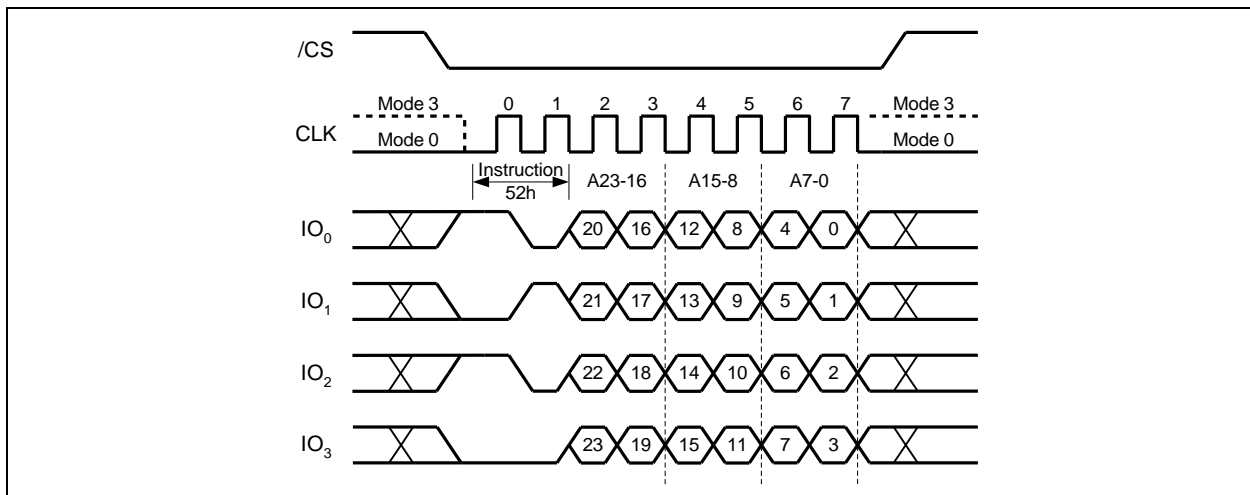 /CS
Mode 3 0 1 2 3 4 5 6 7 Mode 3
CLK
Mode 0 Mode 0
Instruction A23-16 A15-8 A7-0
52h
IO0 20 16 12 8 4 0
IO1 21 17 13 9 5 1
IO2 22 18 14 10 6 2
IO3 23 19 15 11 7 3